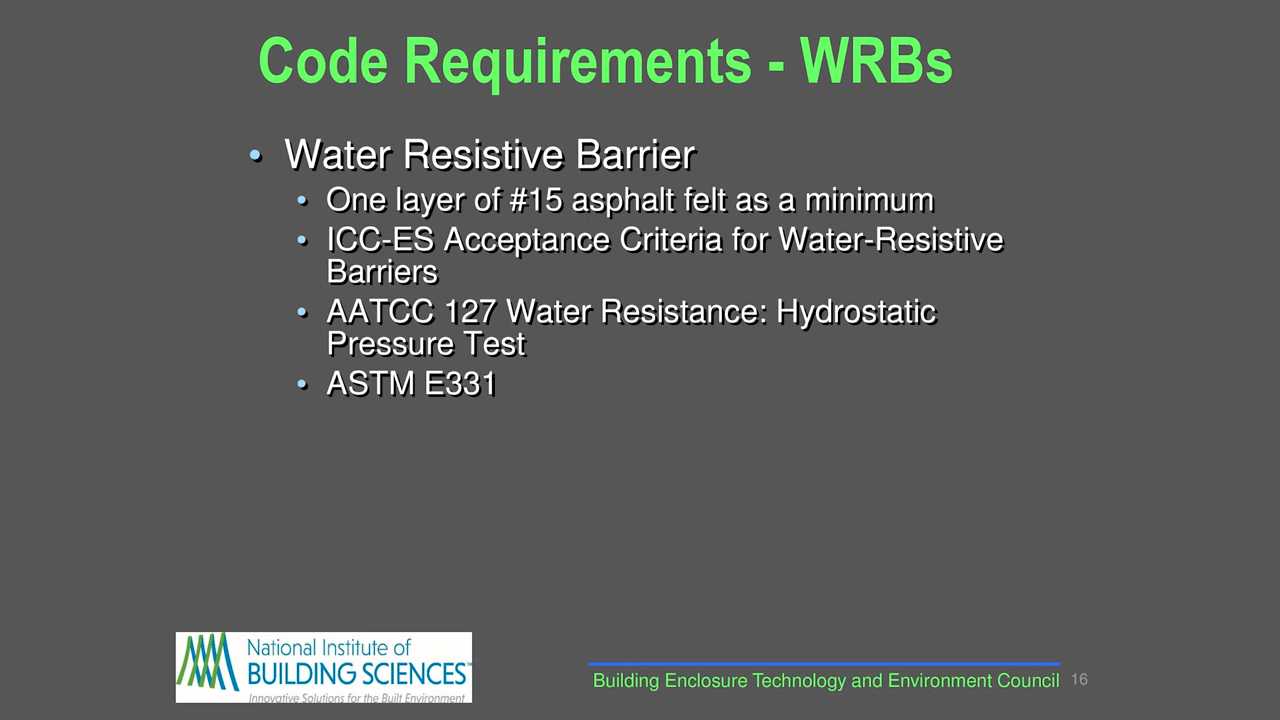 Code Requirements - WRBs
• Water Resistive Barrier
• One layer of #15 asphalt felt as a minimum
• ICC-ES Acceptance Criteria for Water-Resistive
Barriers
• AATCC 127 Water Resistance: Hydrostatic
Pressure Test
• ASTM E331
National Institute of
BUILDING SCIENCES™
Innovative Solutions for the Built Environment
Building Enclosure Technology and Environment Council 16